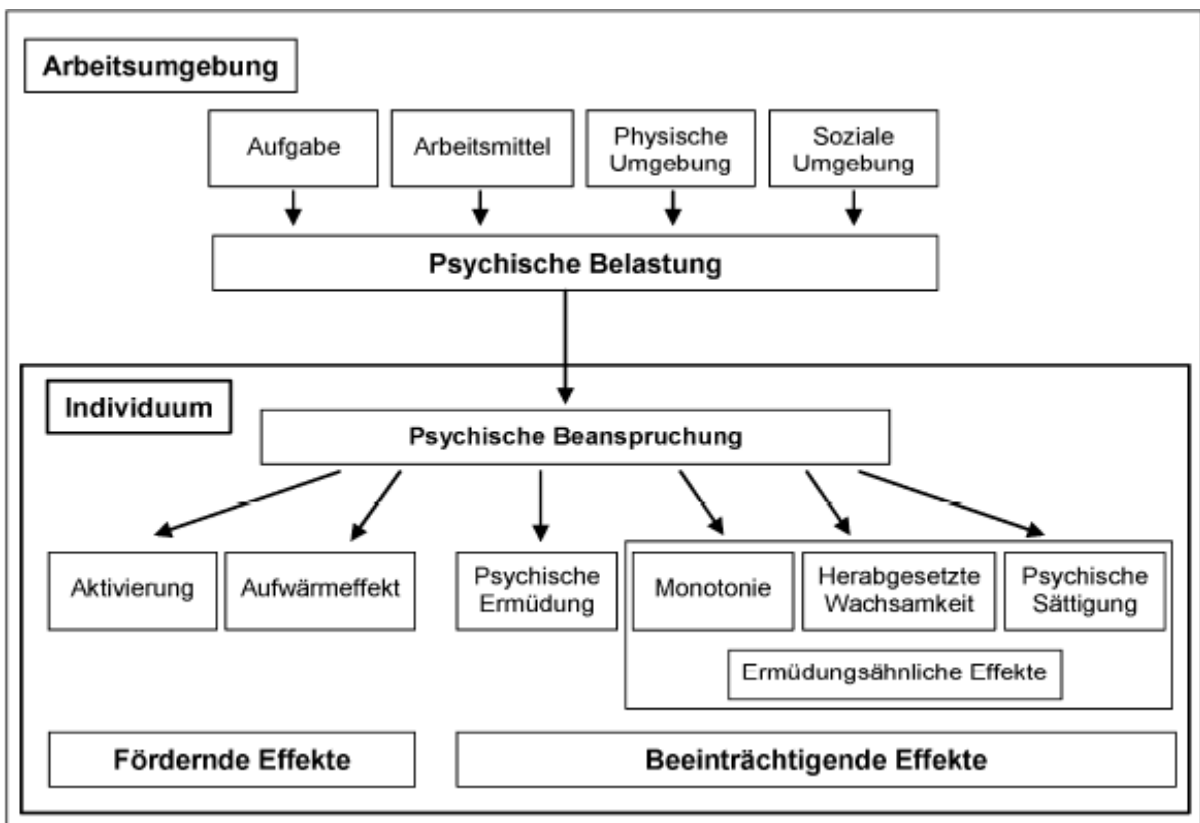 Arbeitsumgebung
Aufgabe
Arbeitsmittel
Physische
Umgebung
Soziale
Umgebung
Psychische Belastung
Individuum
Psychische Beanspruchung
Aktivierung
Aufwärmeffekt
Psychische
Ermüdung
Monotonie
Herabgesetzte
Wachsamkeit
Psychische
Sättigung
Ermüdungsähnliche Effekte
Fördernde Effekte
Beeinträchtigende Effekte